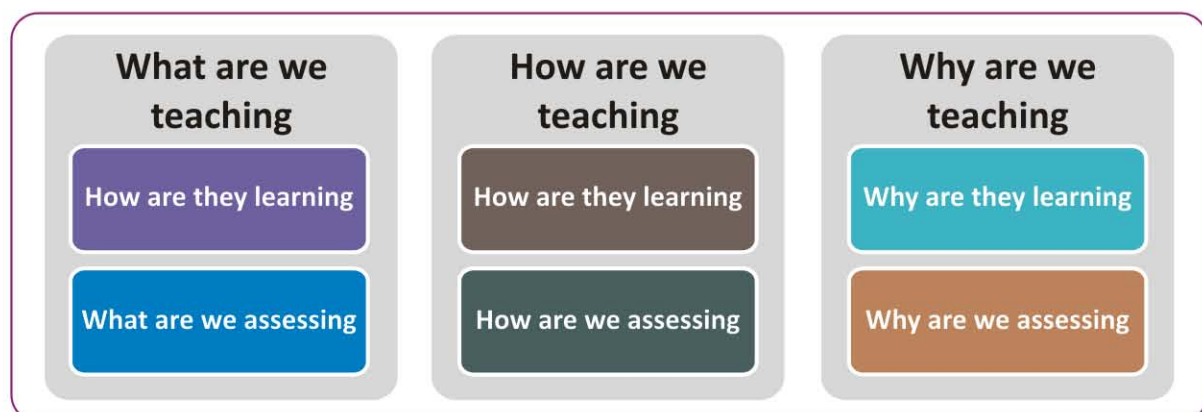 What are we
teaching
How are they learning
What are we assessing
How are we
teaching
How are they learning
How are we assessing
Why are we
teaching
Why are they learning
Why are we assessing